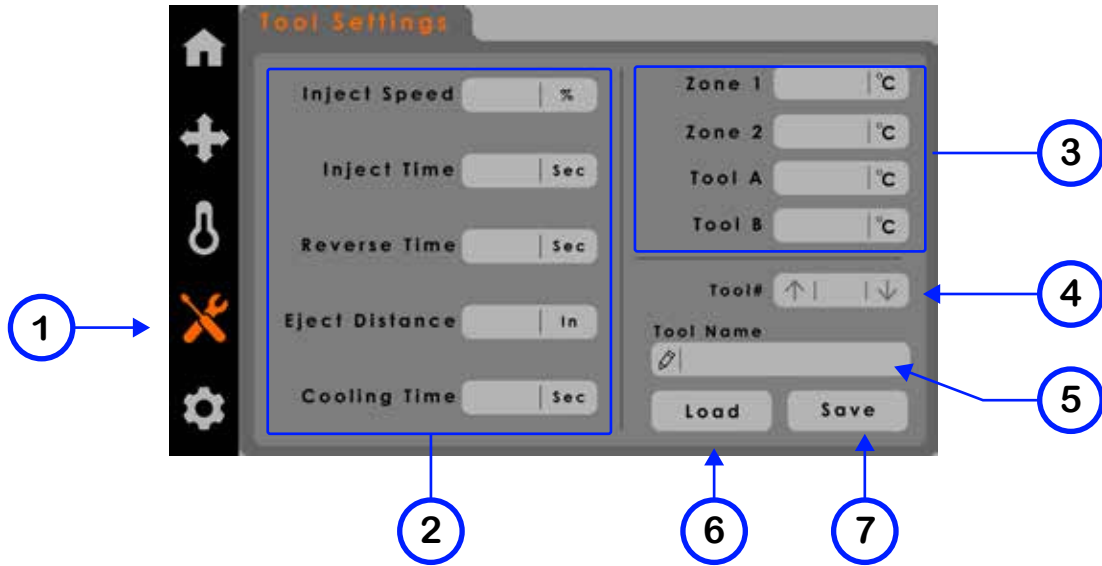 Tool Settings
Inject Speed %
Inject Time Sec
Reverse Time Sec
Eject Distance In
Cooling Time Sec
Zone 1 °C
Zone 2 °C
Tool A °C
Tool B °C
Tool#
Tool Name
Load Save
1
2
3
4
5
6
7